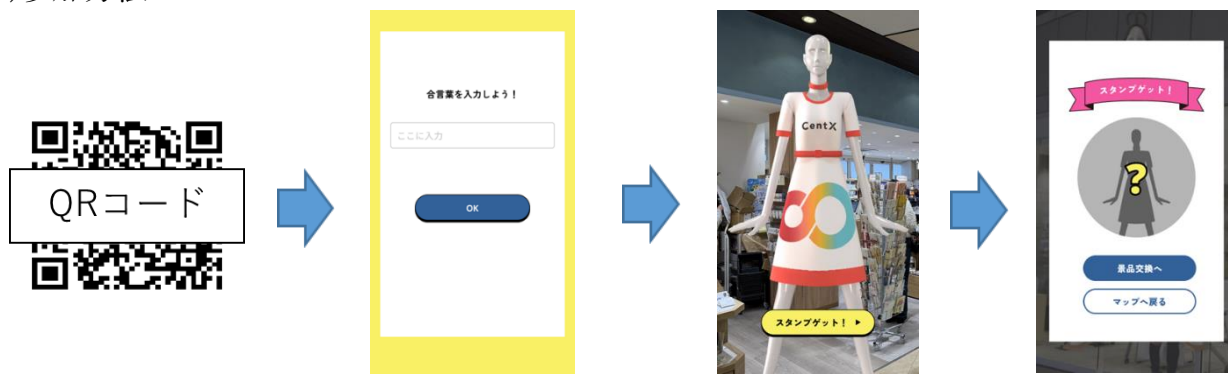 QRコード
合言葉を入力しよう！
ここに入力
OK
CentX
スタンプゲット！
スタンプゲット！
?
景品交換へ
マップへ戻る